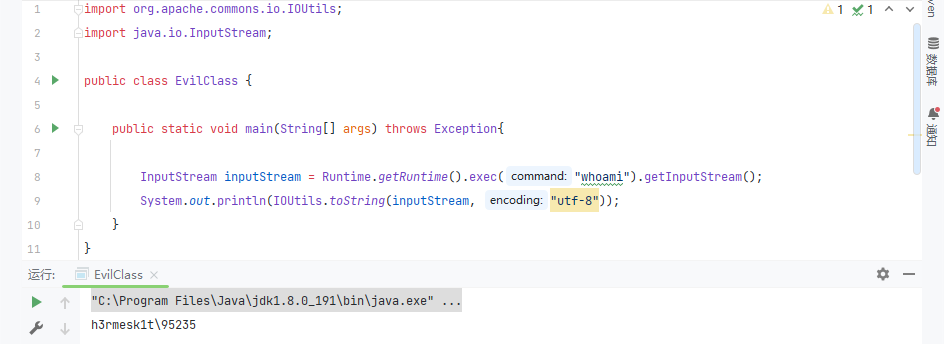 1 import org.apache.commons.io.IOUtils;
2 import java.io.InputStream;
3
4 public class EvilClass {
5
6 public static void main(String[] args) throws Exception{
7
8 InputStream inputStream = Runtime.getRuntime().exec( command: "whoami").getInputStream();
9 System.out.println(IOUtils.toString(inputStream, encoding: "utf-8"));
10 }
11 }
1 1
ven
数据库
通知
运行: EvilClass
"C:\Program Files\Java\jdk1.8.0_191\bin\java.exe" ...
h3rmesk1t\95235